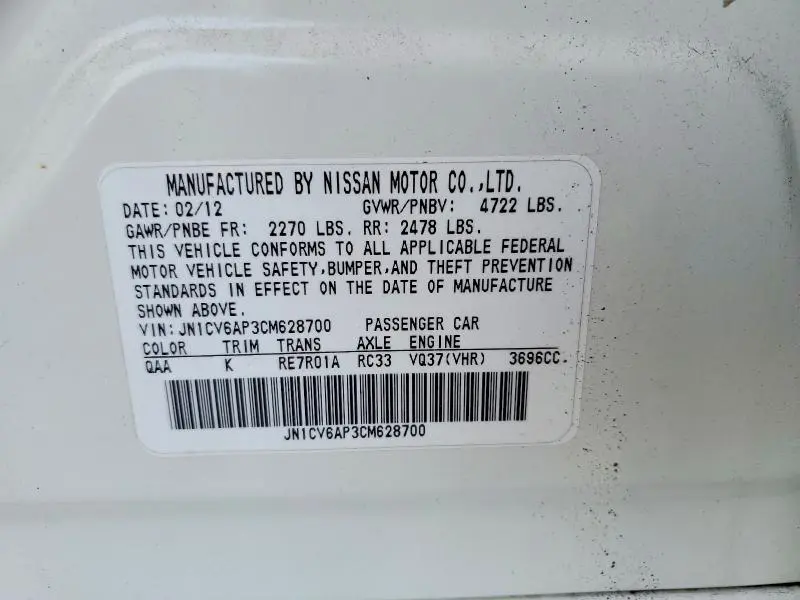 MANUFACTURED BY NISSAN MOTOR CO.,LTD.
DATE: 02/12 GVWR/PNBV: 4722 LBS.
GAWR/PNBE FR: 2270 LBS. RR: 2478 LBS.
THIS VEHICLE CONFORMS TO ALL APPLICABLE FEDERAL
MOTOR VEHICLE SAFETY,BUMPER,AND THEFT PREVENTION
STANDARDS IN EFFECT ON THE DATE OF MANUFACTURE
SHOWN ABOVE.
VIN:JN1CV6AP3CM628700 PASSENGER CAR
COLOR TRIM TRANS AXLE ENGINE
QAA K RE7R01A RC33 VQ37(VHR) 3696CC.
JN1CV6AP3CM628700